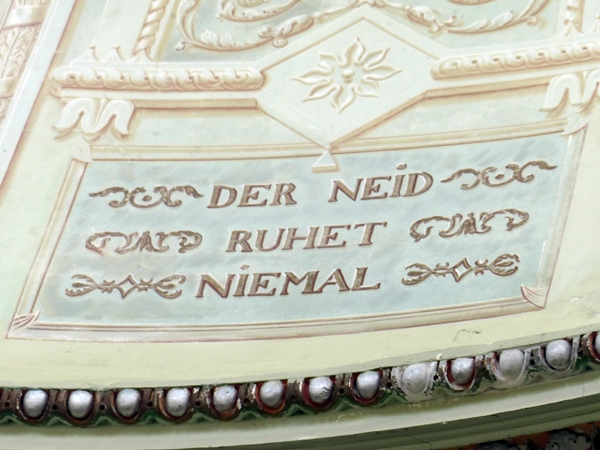 DER NEID
RUHET
NIEMAL